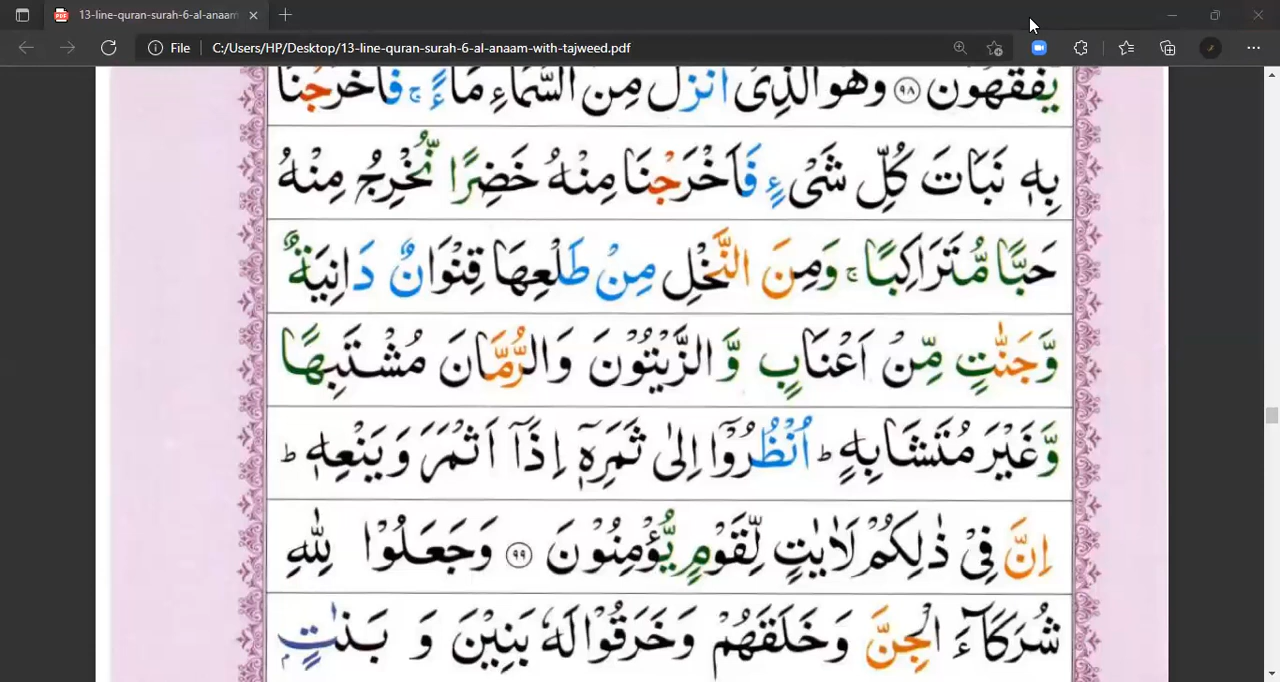 13-line-quran-surah-6-al-anaam
File
C:/Users/HP/Desktop/13-line-quran-surah-6-al-anaam-with-tajweed.pdf
يَفْقَهُوْنَ ۝٩٨ وَهُوَ الَّذِىْۤ اَنْزَلَ مِنَ السَّمَآءِ مَآءً ۚ فَاَخْرَجْنَا
بِهٖ نَبَاتَ كُلِّ شَىْءٍ فَاَخْرَجْنَا مِنْهُ خَضِرًا نُّخْرِجُ مِنْهُ
حَبًّا مُّتَرَاكِبًا ۚ وَمِنَ النَّخْلِ مِنْ طَلْعِهَا قِنْوَانٌ دَانِيَةٌ
وَّجَنّٰتٍ مِّنْ اَعْنَابٍ وَّالزَّيْتُوْنَ وَالرُّمَّانَ مُشْتَبِهًا
وَّغَيْرَ مُتَشَابِهٍ ؕ اُنْظُرُوْۤا اِلٰى ثَمَرِهٖۤ اِذَاۤ اَثْمَرَ وَيَنْعِهٖ ؕ
اِنَّ فِىْ ذٰلِكُمْ لَاٰيٰتٍ لِّقَوْمٍ يُّؤْمِنُوْنَ ۝٩٩ وَجَعَلُوْا لِلّٰهِ
شُرَكَآءَ الْجِنَّ وَخَلَقَهُمْ وَخَرَقُوْا لَهٗ بَنِيْنَ وَ بَنٰتٍۭ